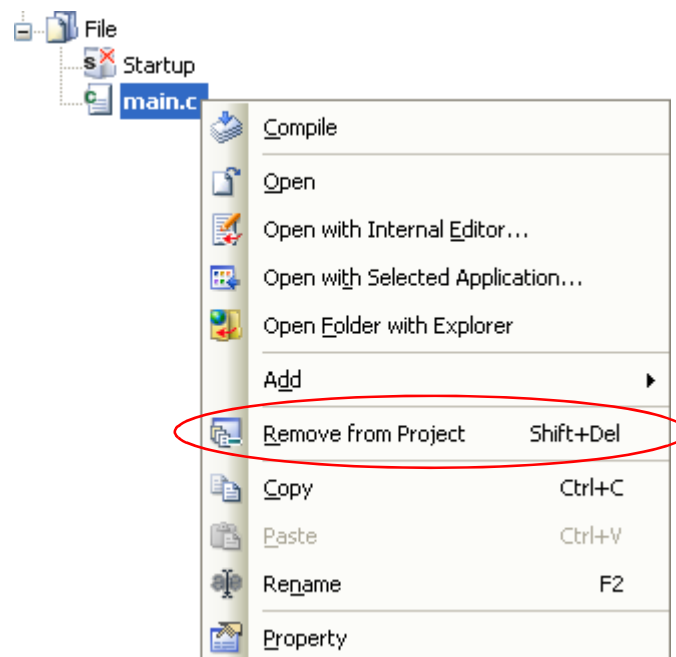 File
Startup
main.c
Compile
Open
Open with Internal Editor...
Open with Selected Application...
Open Folder with Explorer
Add
Remove from Project Shift+Del
Copy Ctrl+C
Paste Ctrl+V
Rename F2
Property